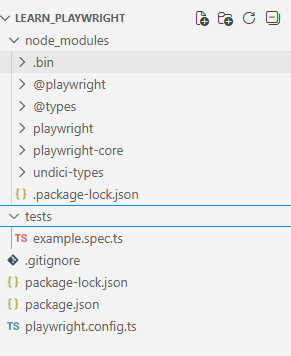 LEARN_PLAYWRIGHT
node_modules
.bin
@playwright
@types
playwright
playwright-core
undici-types
{} .package-lock.json
tests
TS example.spec.ts
.gitignore
{} package-lock.json
{} package.json
TS playwright.config.ts